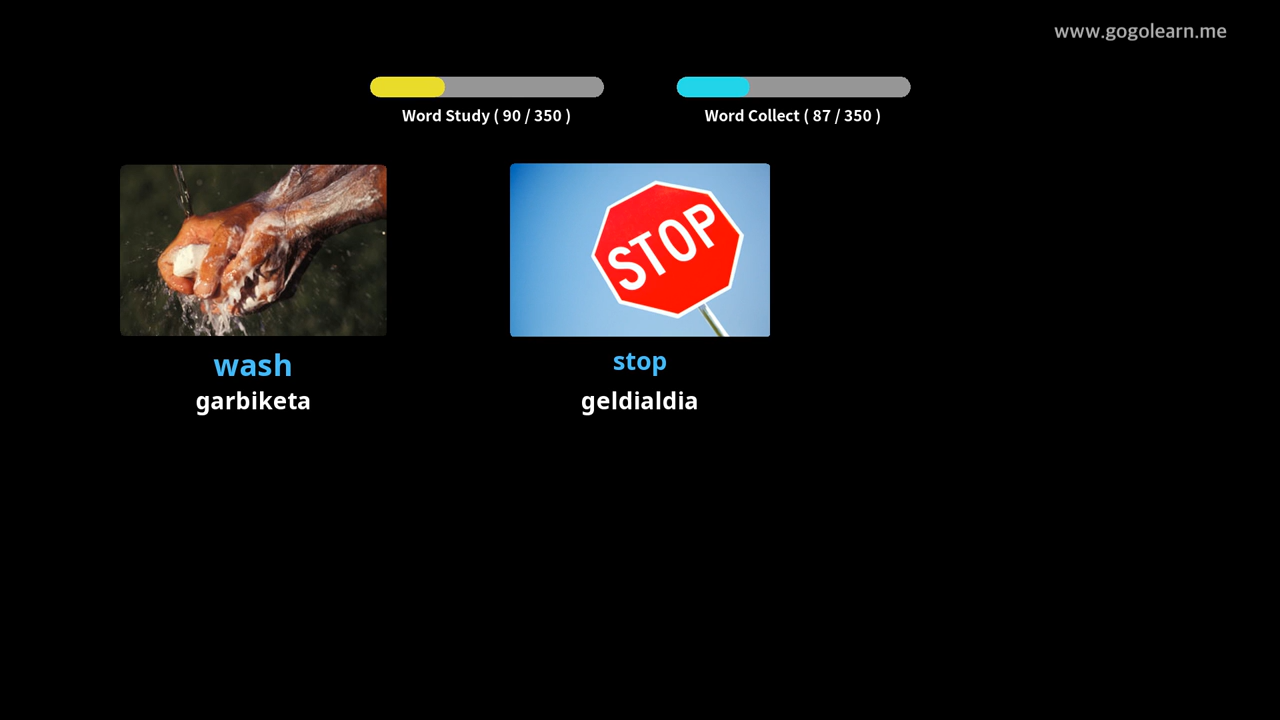 www.gogolearn.me
Word Study ( 90 / 350 )
Word Collect ( 87 / 350 )
STOP
wash
stop
garbiketa
geldialdia